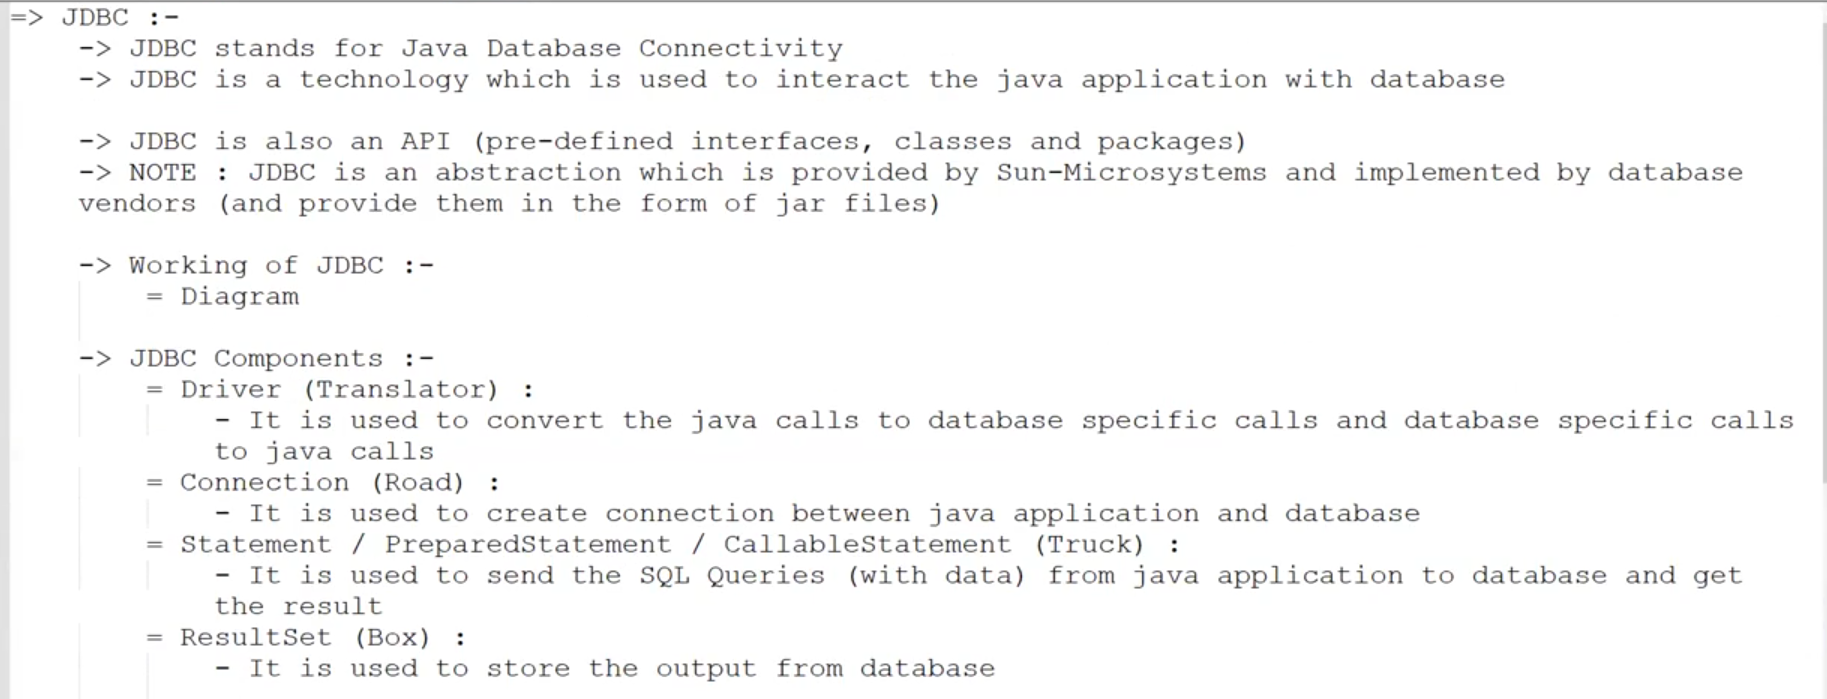 => JDBC :-
-> JDBC stands for Java Database Connectivity
-> JDBC is a technology which is used to interact the java application with database
-> JDBC is also an API (pre-defined interfaces, classes and packages)
-> NOTE : JDBC is an abstraction which is provided by Sun-Microsystems and implemented by database
vendors (and provide them in the form of jar files)
-> Working of JDBC :-
= Diagram
-> JDBC Components :-
= Driver (Translator) :
- It is used to convert the java calls to database specific calls and database specific calls
to java calls
= Connection (Road) :
- It is used to create connection between java application and database
= Statement / PreparedStatement / CallableStatement (Truck) :
- It is used to send the SQL Queries (with data) from java application to database and get
the result
= ResultSet (Box) :
- It is used to store the output from database